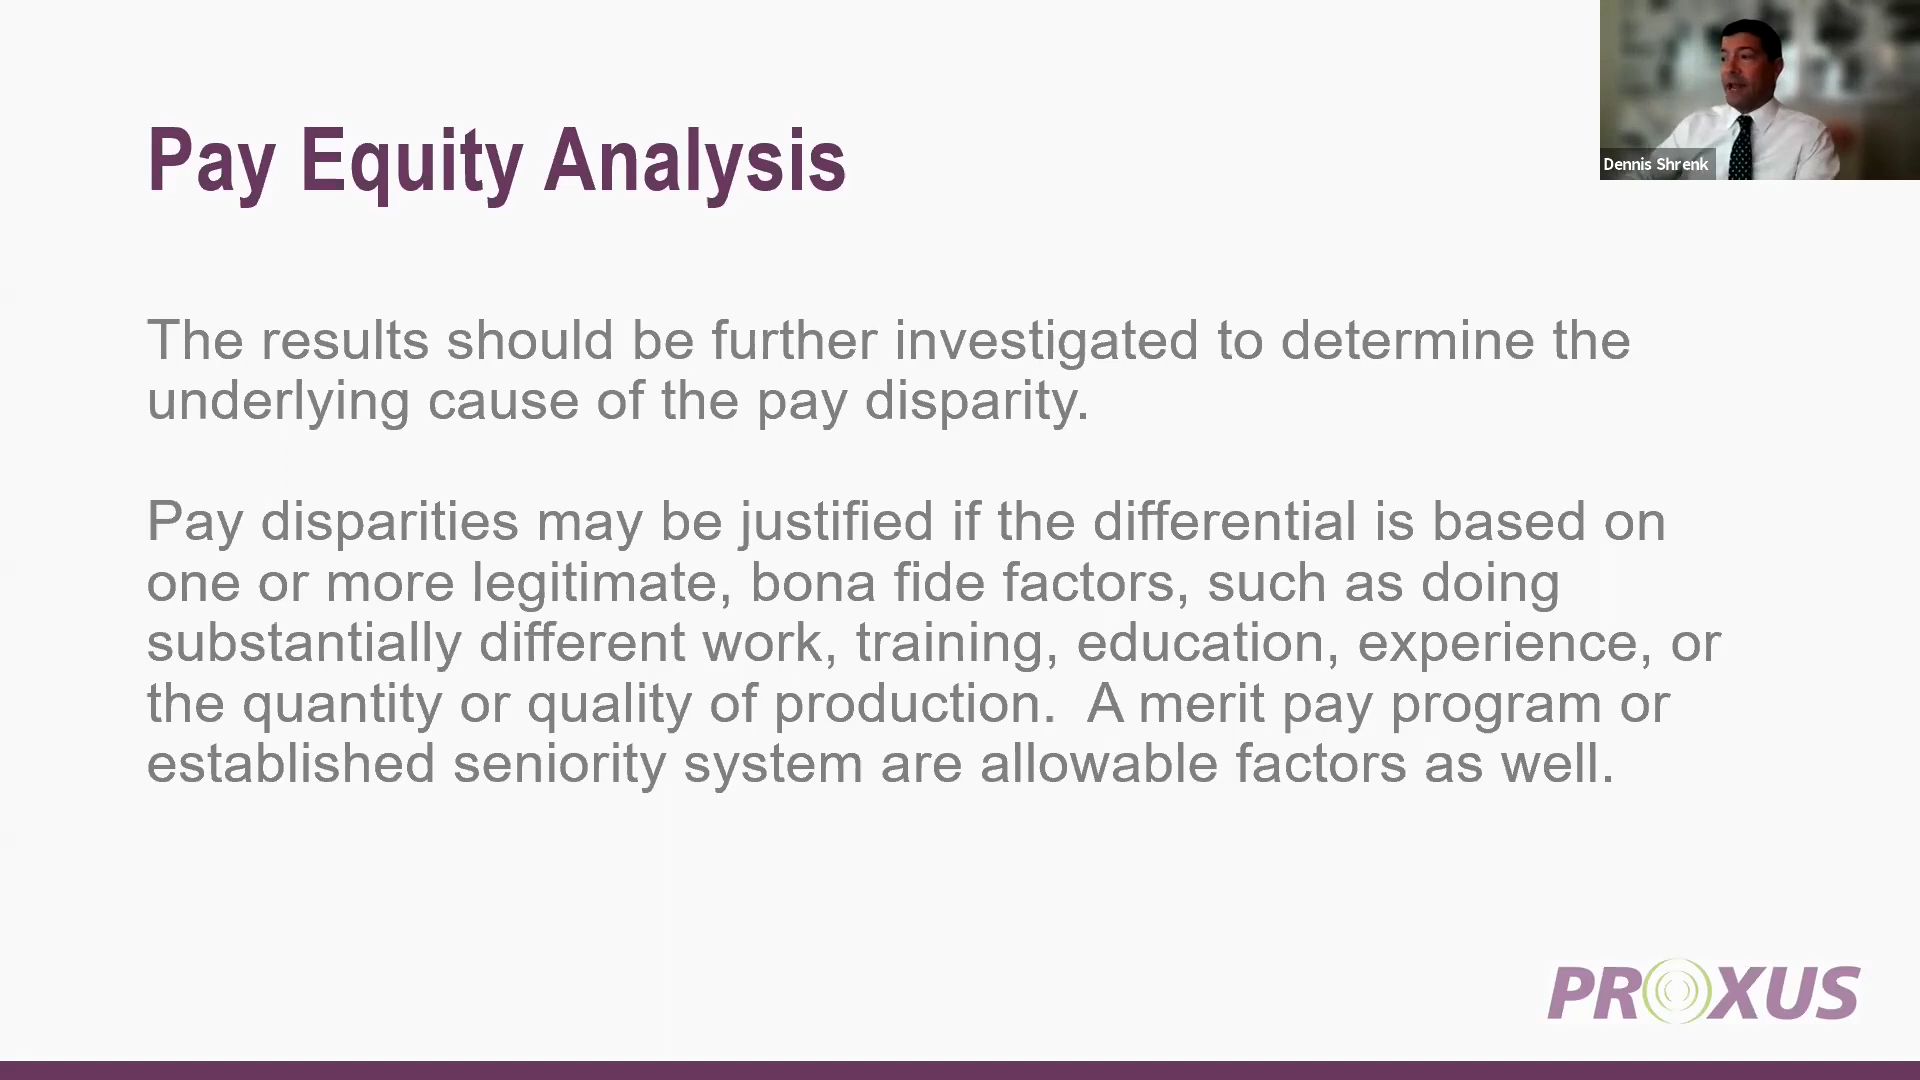 Pay Equity Analysis
Dennis Shrenk
The results should be further investigated to determine the
underlying cause of the pay disparity.
Pay disparities may be justified if the differential is based on
one or more legitimate, bona fide factors, such as doing
substantially different work, training, education, experience, or
the quantity or quality of production.  A merit pay program or
established seniority system are allowable factors as well.
PROXUS